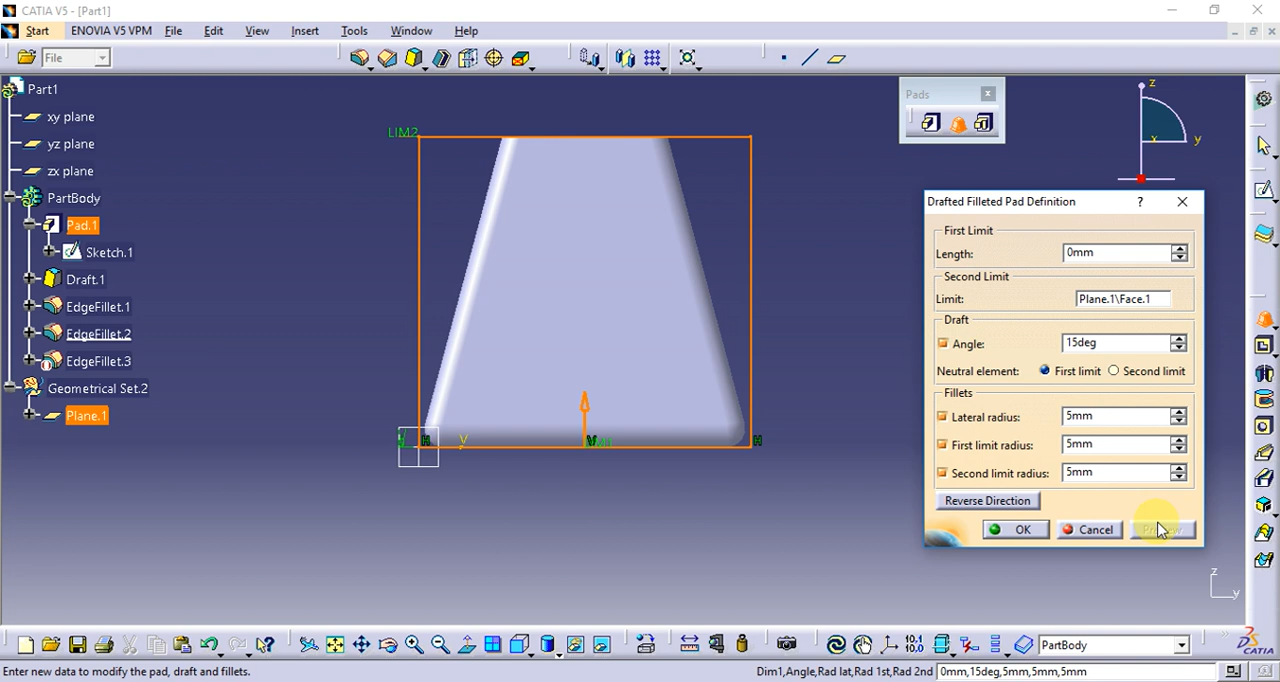 CATIA V5 - [Part1]
Start ENOVIA V5 VPM File Edit View Insert Tools Window Help
File
Part1
xy plane
yz plane
zx plane
PartBody
Pad.1
Sketch.1
Draft.1
EdgeFillet.1
EdgeFillet.2
EdgeFillet.3
Geometrical Set.2
Plane.1
LIM2
V
H
y
V
H
Pads
z
x
y
Drafted Filleted Pad Definition ?
First Limit
Length: 0mm
Second Limit
Limit: Plane.1\Face.1
Draft
Angle: 15deg
Neutral element: First limit Second limit
Fillets
Lateral radius: 5mm
First limit radius: 5mm
Second limit radius: 5mm
Reverse Direction
OK Cancel
z
y
10.1
10.0
PartBody
CATIA
Enter new data to modify the pad, draft and fillets.
Dim1,Angle,Rad lat,Rad 1st,Rad 2nd 0mm,15deg,5mm,5mm,5mm